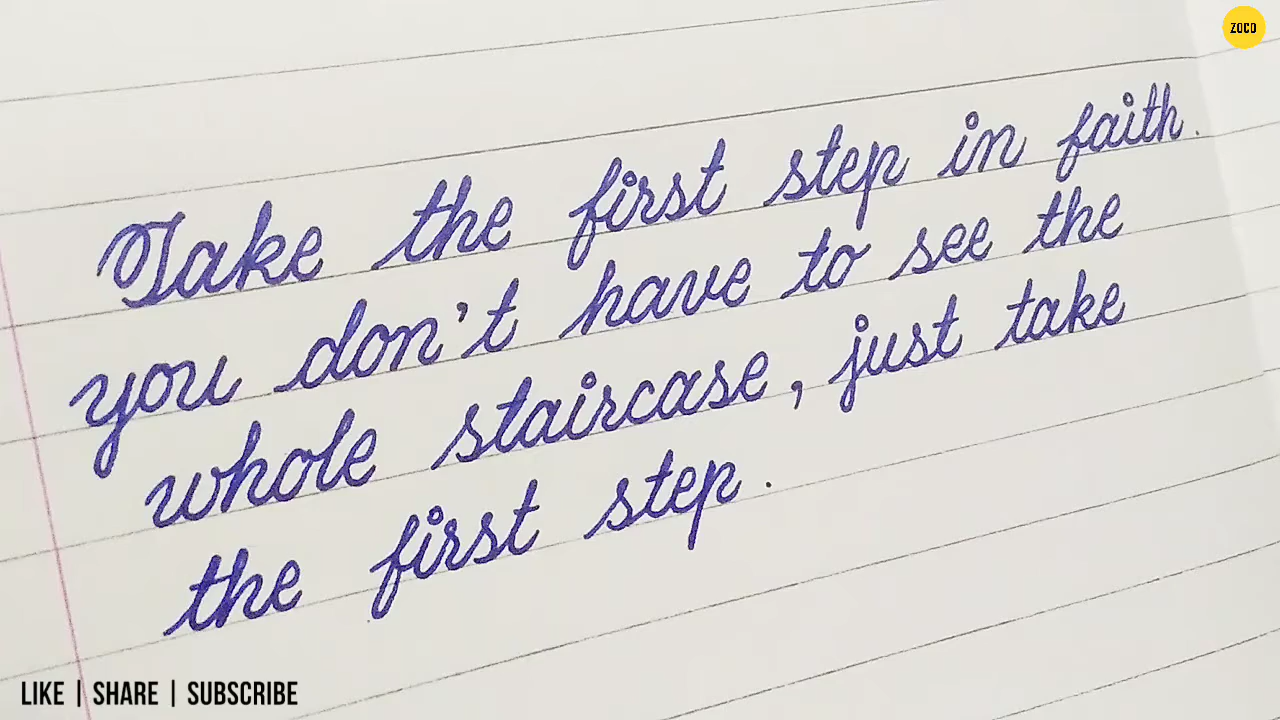 ZOCO
Take the first step in faith.
you don't have to see the
whole staircase, just take
the first step.
LIKE | SHARE | SUBSCRIBE